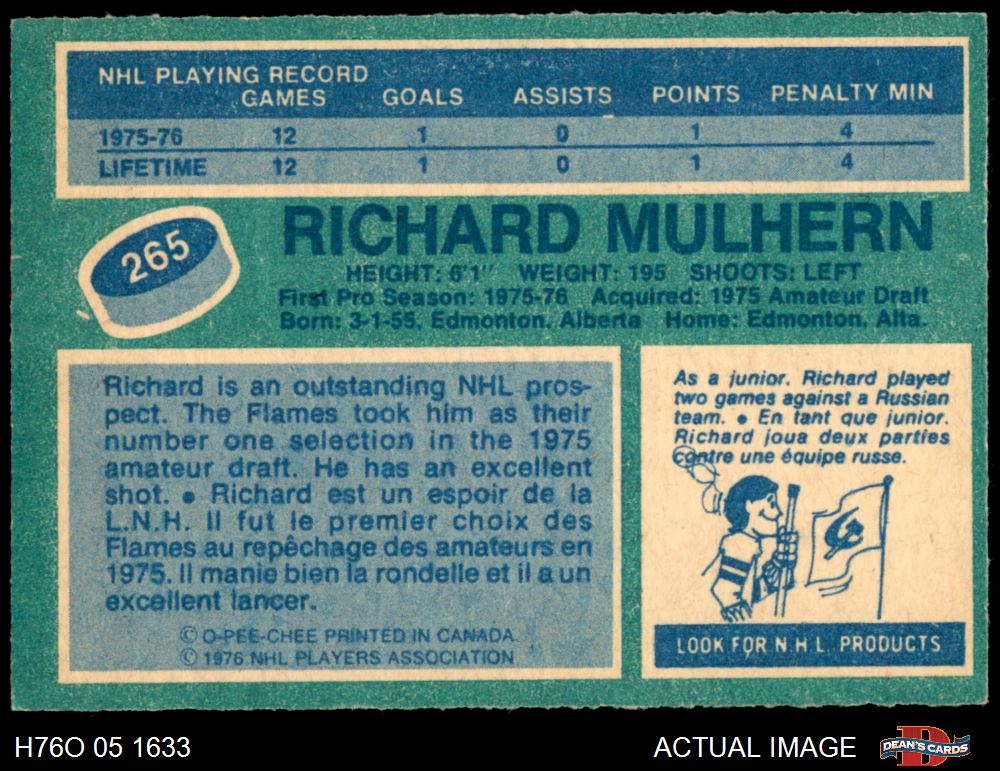 NHL PLAYING RECORD
GAMES GOALS ASSISTS POINTS PENALTY MIN
1975-76 12 1 0 1 4
LIFETIME 12 1 0 1 4
265
RICHARD MULHERN
HEIGHT: 6'1" WEIGHT: 195 SHOOTS: LEFT
First Pro Season: 1975-76 Acquired: 1975 Amateur Draft
Born: 3-1-55, Edmonton, Alberta Home: Edmonton, Alta.
Richard is an outstanding NHL pros-
pect. The Flames took him as their
number one selection in the 1975
amateur draft. He has an excellent
shot. • Richard est un espoir de la
L.N.H. Il fut le premier choix des
Flames au repêchage des amateurs en
1975. Il manie bien la rondelle et il a un
excellent lancer.
© O-PEE-CHEE PRINTED IN CANADA
© 1976 NHL PLAYERS ASSOCIATION
As a junior, Richard played
two games against a Russian
team. • En tant que junior,
Richard joua deux parties
contre une équipe russe.
LOOK FOR N.H.L. PRODUCTS
H76O 05 1633
ACTUAL IMAGE
DEAN'S CARDS